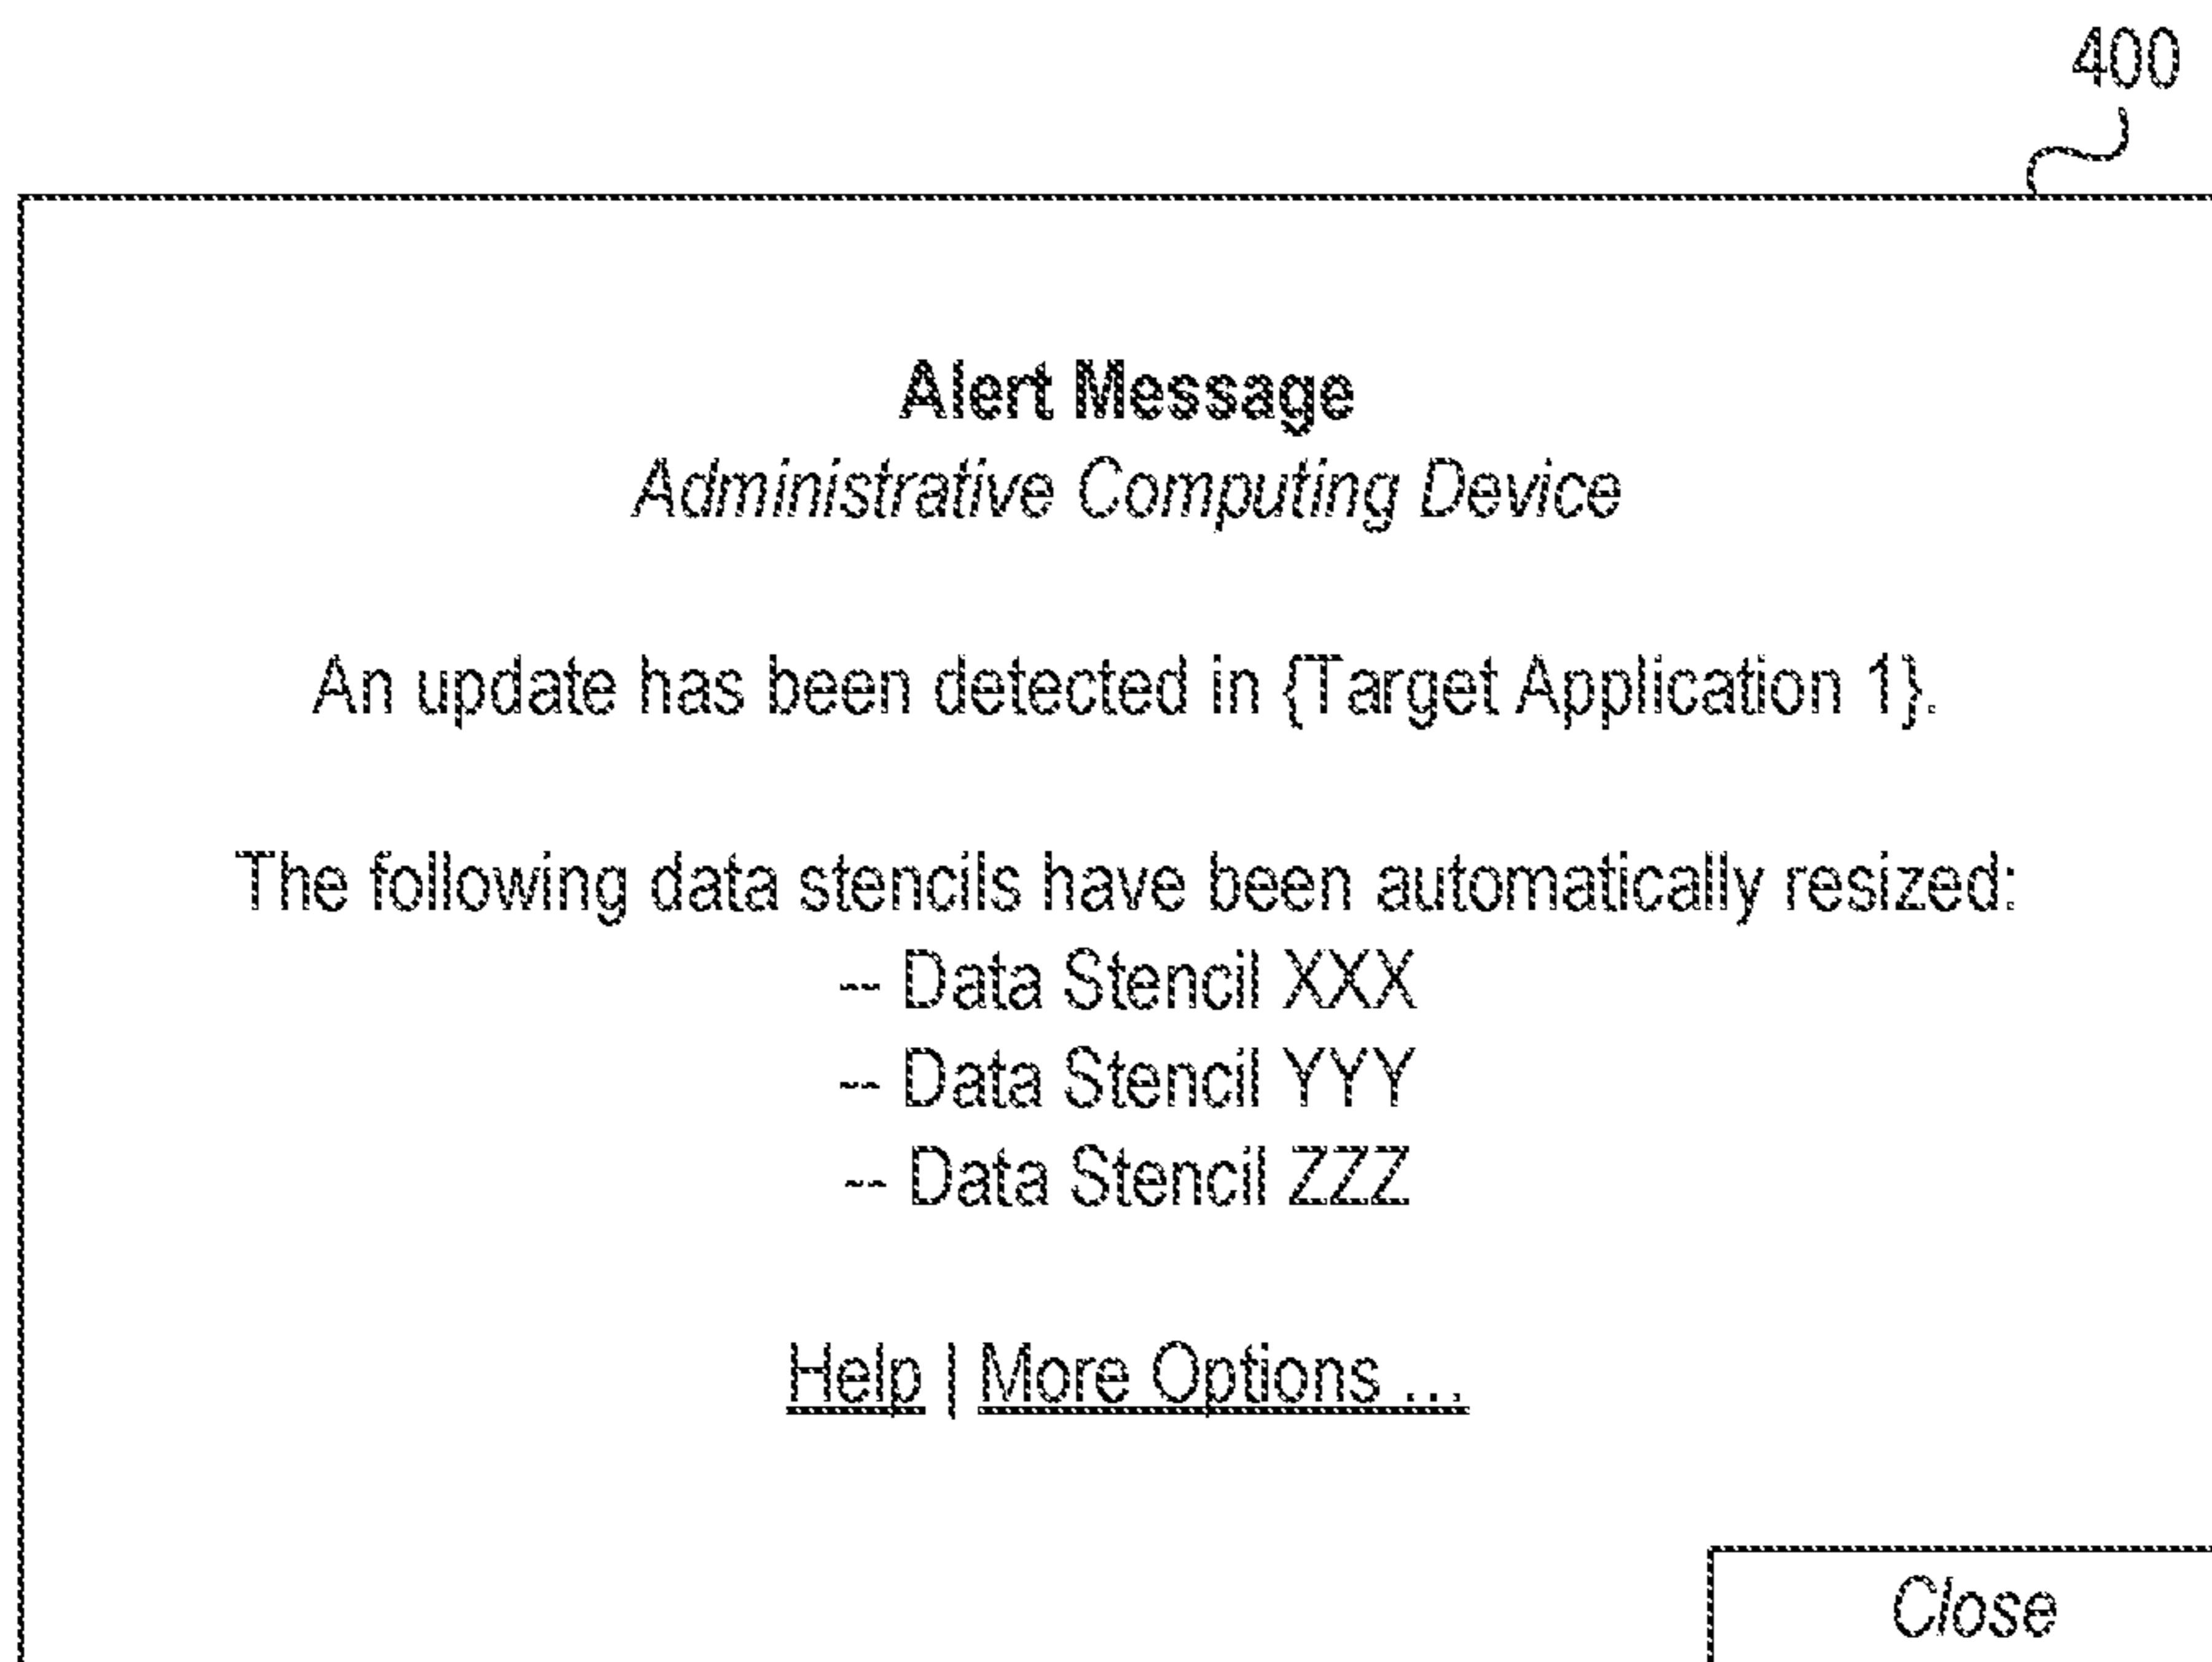 400
Alert Message
Administrative Computing Device
An update has been detected in {Target Application 1}.
The following data stencils have been automatically resized:
-- Data Stencil XXX
-- Data Stencil YYY
-- Data Stencil ZZZ
Help | More Options ...
Close